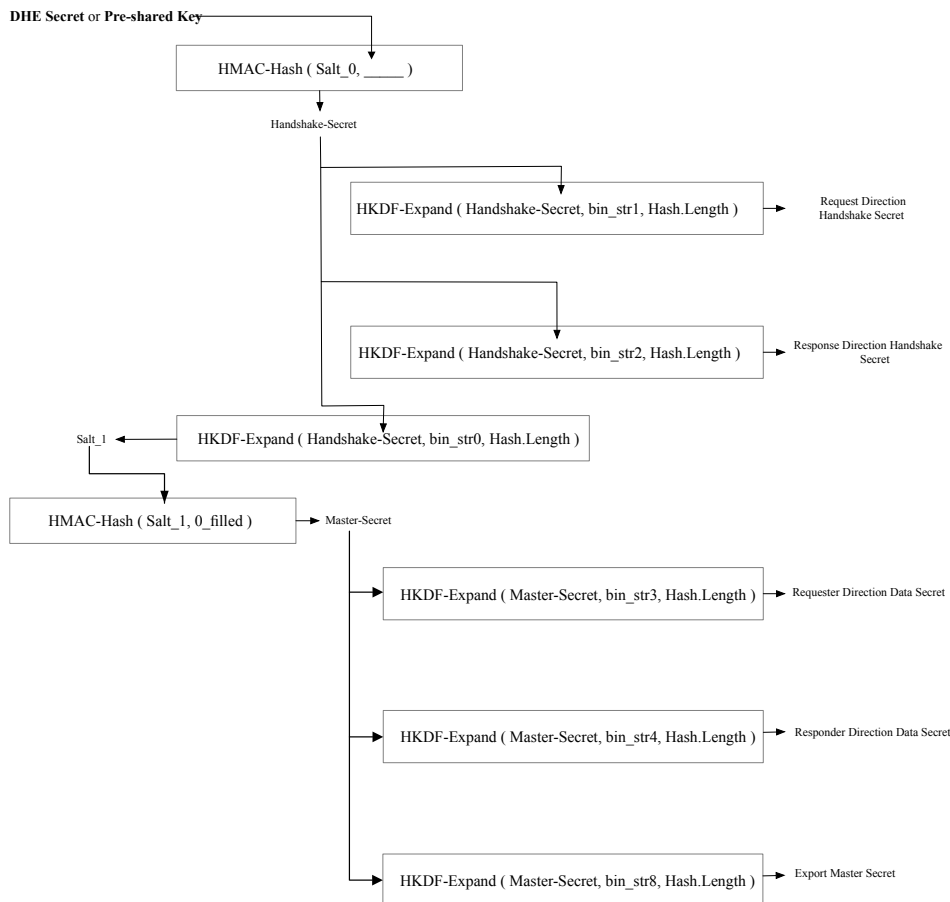 DHE Secret or Pre-shared Key
HMAC-Hash ( Salt_0, _____ )
Handshake-Secret
HKDF-Expand ( Handshake-Secret, bin_str1, Hash.Length )
Request Direction
Handshake Secret
HKDF-Expand ( Handshake-Secret, bin_str2, Hash.Length )
Response Direction Handshake
Secret
Salt_1
HKDF-Expand ( Handshake-Secret, bin_str0, Hash.Length )
HMAC-Hash ( Salt_1, 0_filled )
Master-Secret
HKDF-Expand ( Master-Secret, bin_str3, Hash.Length )
Requester Direction Data Secret
HKDF-Expand ( Master-Secret, bin_str4, Hash.Length )
Responder Direction Data Secret
HKDF-Expand ( Master-Secret, bin_str8, Hash.Length )
Export Master Secret